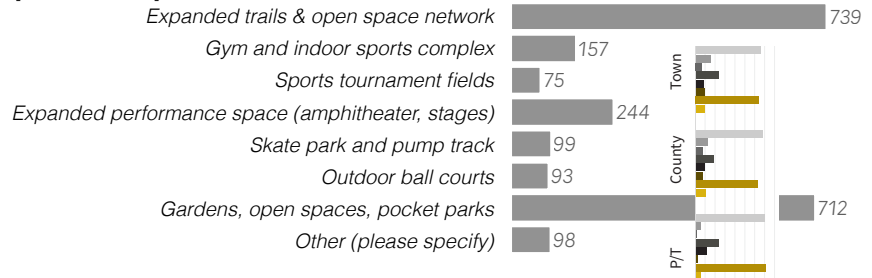 Expanded trails & open space network 739
Gym and indoor sports complex 157
Sports tournament fields 75
Expanded performance space (amphitheater, stages) 244
Skate park and pump track 99
Outdoor ball courts 93
Gardens, open spaces, pocket parks 712
Other (please specify) 98
Town
County
P/T